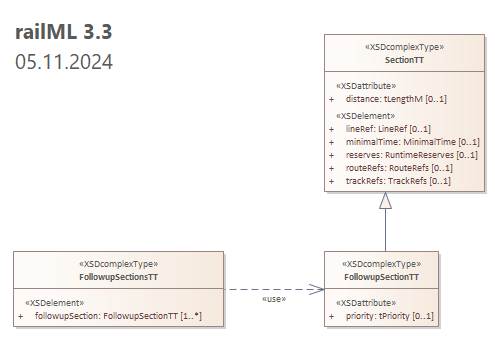 railML 3.3
05.11.2024
«XSDcomplexType»
SectionTT
«XSDattribute»
+ distance: tLengthM [0..1]
«XSDelement»
+ lineRef: LineRef [0..1]
+ minimalTime: MinimalTime [0..1]
+ reserves: RuntimeReserves [0..1]
+ routeRefs: RouteRefs [0..1]
+ trackRefs: TrackRefs [0..1]
«XSDcomplexType»
FollowupSectionsTT
«XSDelement»
+ followupSection: FollowupSectionTT [1..*]
«use»
«XSDcomplexType»
FollowupSectionTT
«XSDattribute»
+ priority: tPriority [0..1]